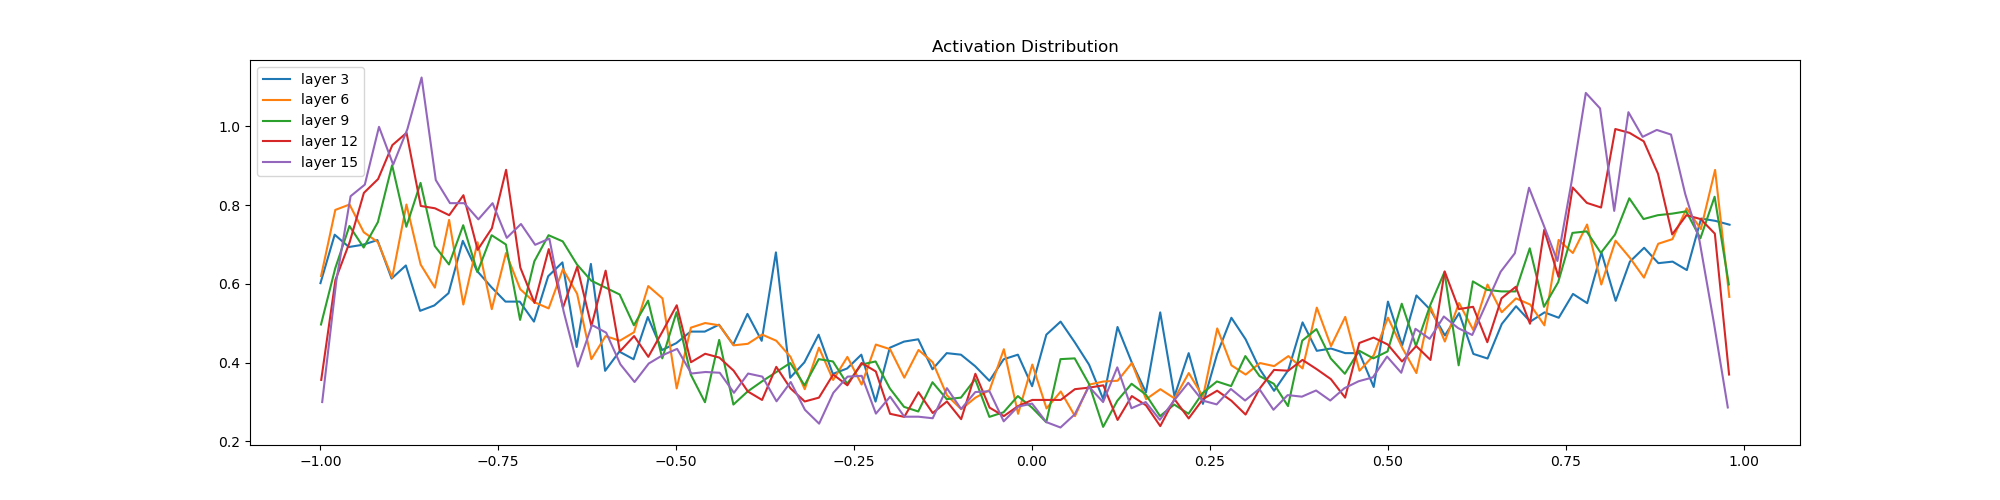 Activation Distribution
layer 3
layer 6
layer 9
layer 12
layer 15
1.0
0.8
0.6
0.4
0.2
−1.00 −0.75 −0.50 −0.25 0.00 0.25 0.50 0.75 1.00